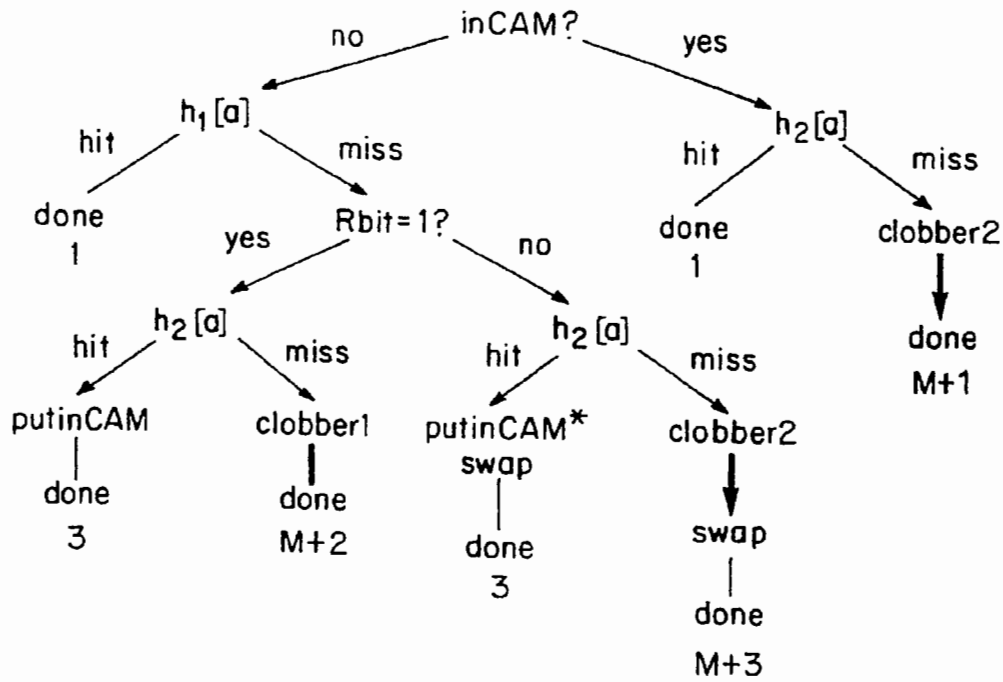 inCAM?
no
yes
h₁[a]
h₂[a]
hit
miss
hit
miss
done
1
Rbit=1?
done
1
clobber2
yes
no
done
M+1
h₂[a]
h₂[a]
hit
miss
hit
miss
putinCAM
clobber1
putinCAM*
swap
clobber2
done
3
done
M+2
done
3
swap
done
M+3